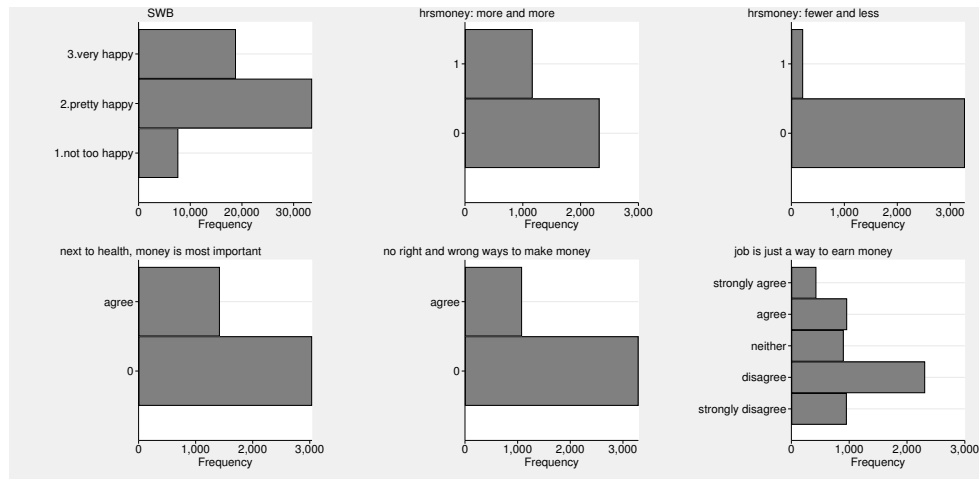 SWB
3.very happy
2.pretty happy
1.not too happy
0 10,000 20,000 30,000
Frequency
hrsmoney: more and more
1
0
0 1,000 2,000 3,000
Frequency
hrsmoney: fewer and less
1
0
0 1,000 2,000 3,000
Frequency
next to health, money is most important
agree
0
0 1,000 2,000 3,000
Frequency
no right and wrong ways to make money
agree
0
0 1,000 2,000 3,000
Frequency
job is just a way to earn money
strongly agree
agree
neither
disagree
strongly disagree
0 1,000 2,000 3,000
Frequency